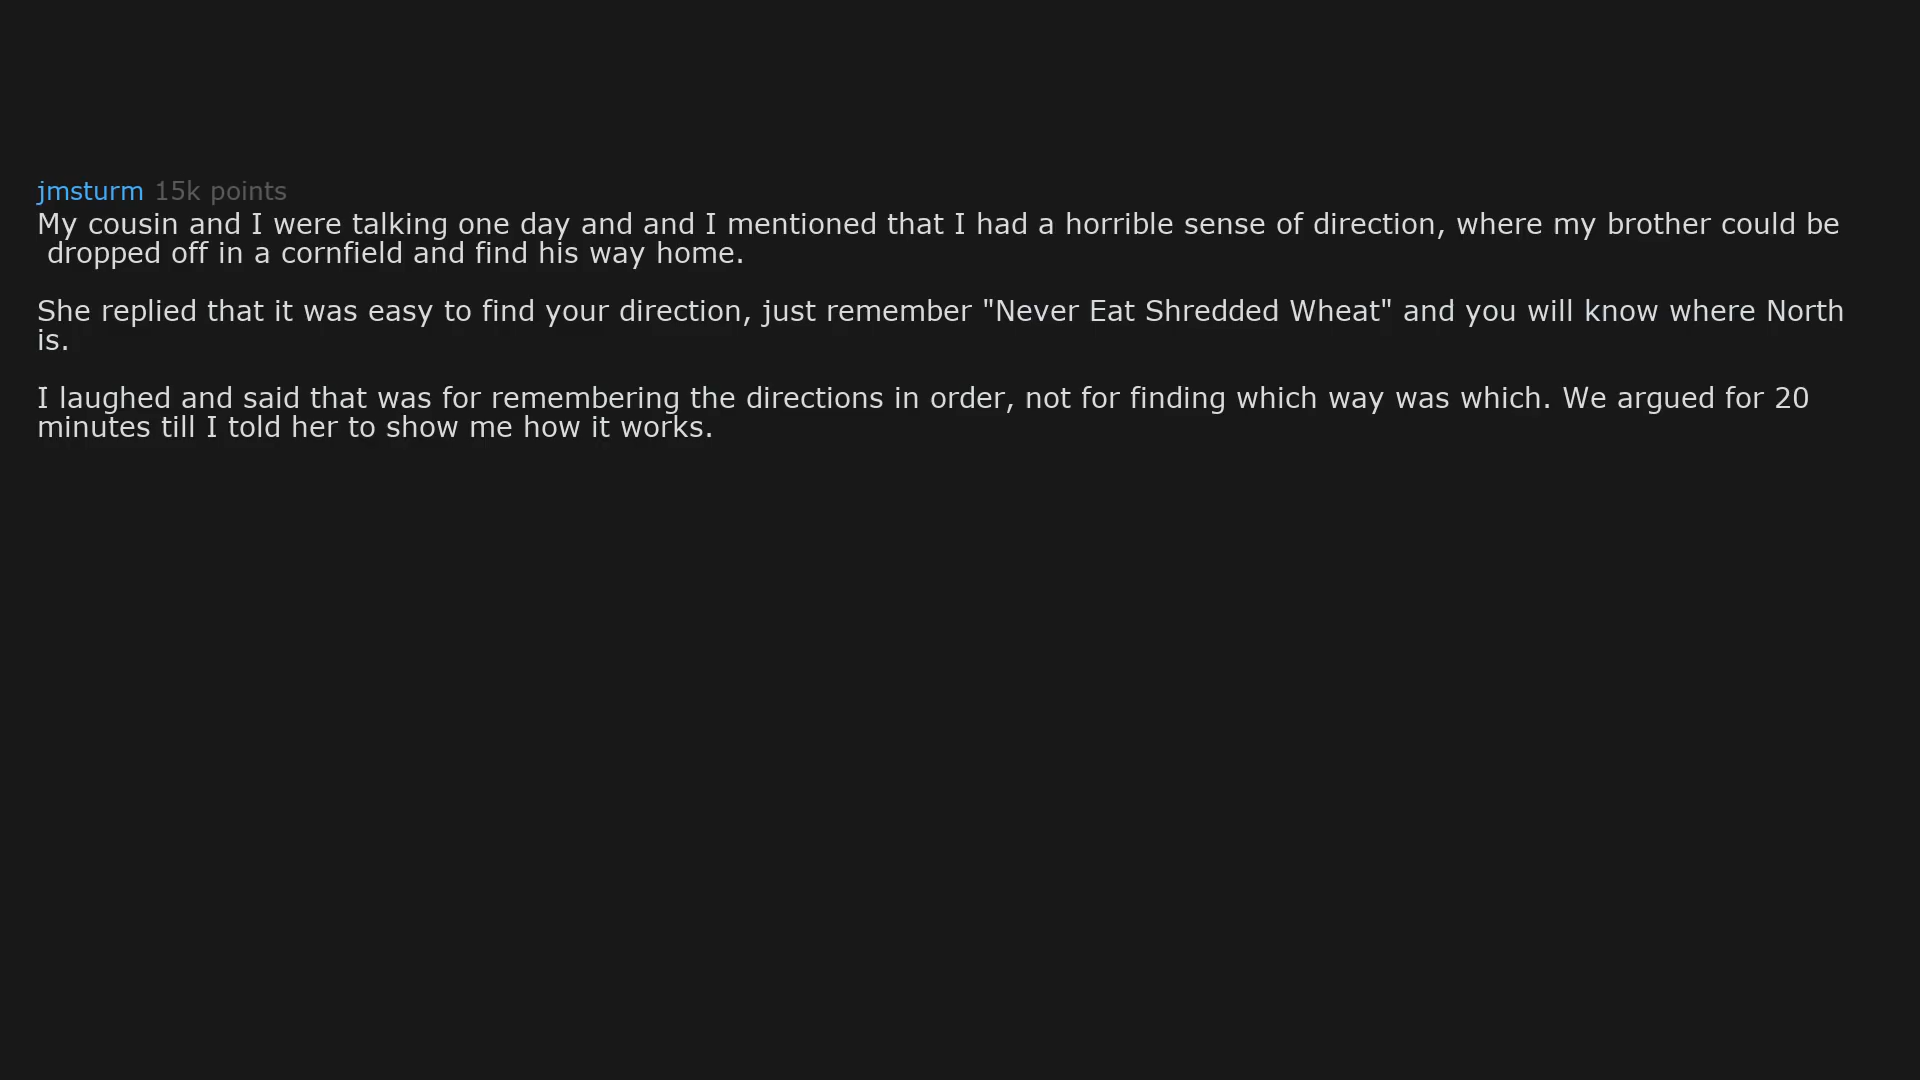 jmsturm 15k points
My cousin and I were talking one day and and I mentioned that I had a horrible sense of direction, where my brother could be
dropped off in a cornfield and find his way home.
She replied that it was easy to find your direction, just remember "Never Eat Shredded Wheat" and you will know where North
is.
I laughed and said that was for remembering the directions in order, not for finding which way was which. We argued for 20
minutes till I told her to show me how it works.